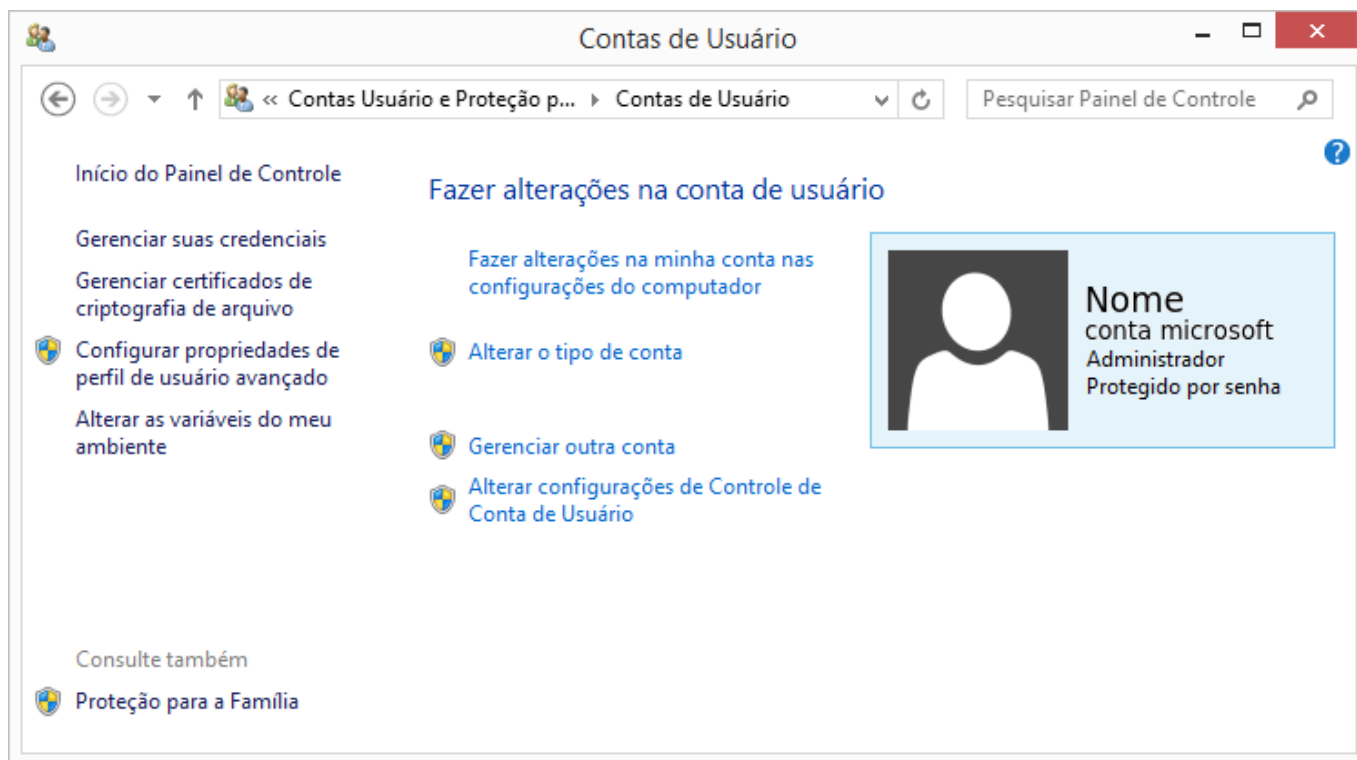 Contas de Usuário
« Contas Usuário e Proteção p... ▸ Contas de Usuário
Pesquisar Painel de Controle
?
Início do Painel de Controle
Gerenciar suas credenciais
Gerenciar certificados de
criptografia de arquivo
Configurar propriedades de
perfil de usuário avançado
Alterar as variáveis do meu
ambiente
Consulte também
Proteção para a Família
Fazer alterações na conta de usuário
Fazer alterações na minha conta nas
configurações do computador
Alterar o tipo de conta
Gerenciar outra conta
Alterar configurações de Controle de
Conta de Usuário
Nome
conta microsoft
Administrador
Protegido por senha